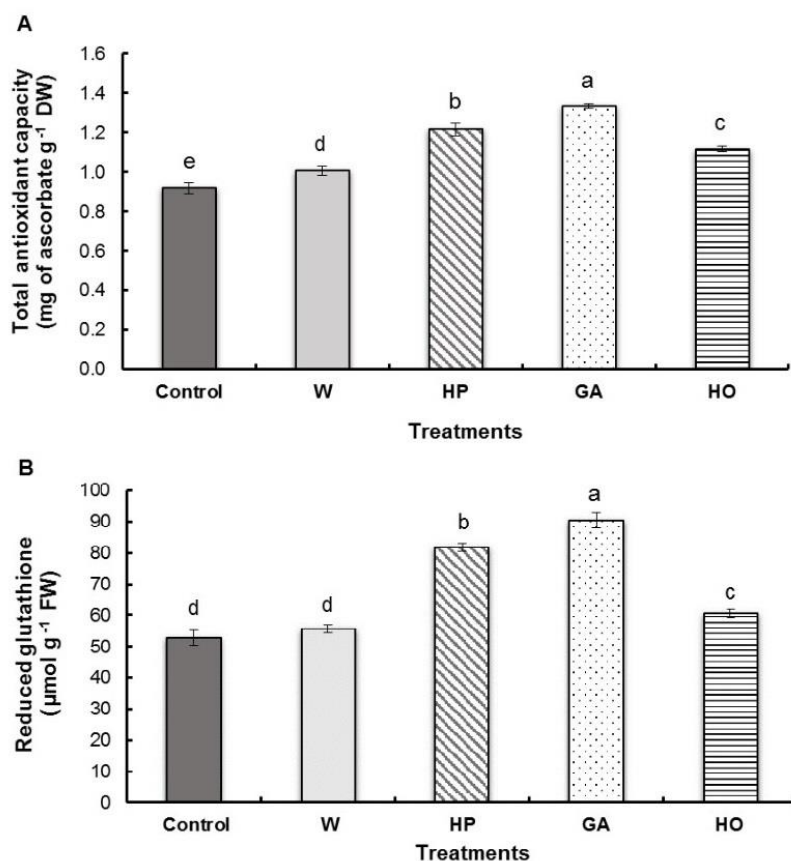 A
Total antioxidant capacity
(mg of ascorbate g⁻¹ DW)
1.6
1.4
1.2
1.0
0.8
0.6
0.4
0.2
0.0
e
d
b
a
c
Control W HP GA HO
Treatments
B
Reduced glutathione
(µmol g⁻¹ FW)
100
90
80
70
60
50
40
30
20
10
0
d
d
b
a
c
Control W HP GA HO
Treatments